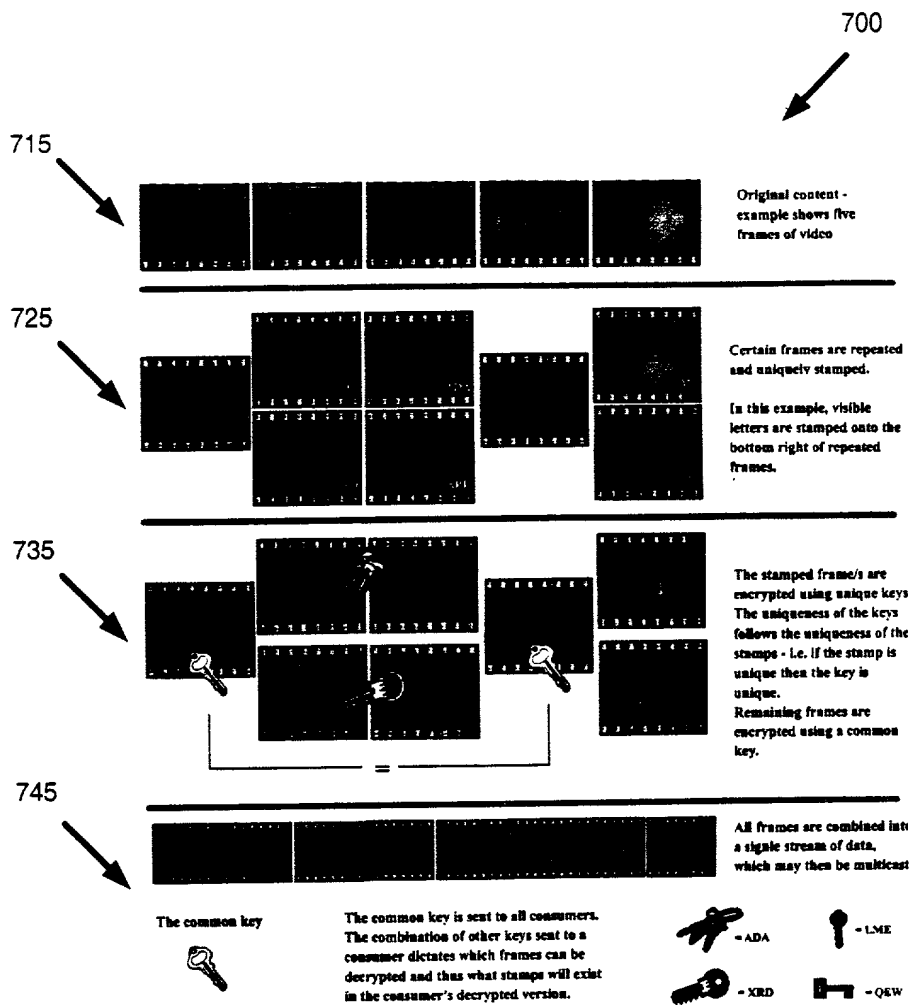 700
715
Original content -
example shows five
frames of video
725
Certain frames are repeated
and uniquely stamped.
In this example, visible
letters are stamped onto the
bottom right of repeated
frames.
735
The stamped frame/s are
encrypted using unique keys
The uniqueness of the keys
follows the uniqueness of the
stamps - i.e. if the stamp is
unique then the key is
unique.
Remaining frames are
encrypted using a common
key.
=
745
All frames are combined into
a signle stream of data,
which may then be multicast
The common key
The common key is sent to all consumers.
The combination of other keys sent to a
consumer dictates which frames can be
decrypted and thus what stamps will exist
in the consumer's decrypted version.
= ADA
= LME
= XRD
= QEW